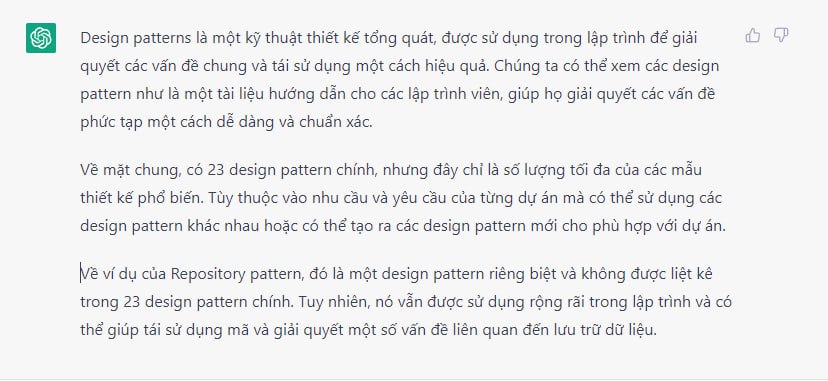 Design patterns là một kỹ thuật thiết kế tổng quát, được sử dụng trong lập trình để giải
quyết các vấn đề chung và tái sử dụng một cách hiệu quả. Chúng ta có thể xem các design
pattern như là một tài liệu hướng dẫn cho các lập trình viên, giúp họ giải quyết các vấn đề
phức tạp một cách dễ dàng và chuẩn xác.
Về mặt chung, có 23 design pattern chính, nhưng đây chỉ là số lượng tối đa của các mẫu
thiết kế phổ biến. Tùy thuộc vào nhu cầu và yêu cầu của từng dự án mà có thể sử dụng các
design pattern khác nhau hoặc có thể tạo ra các design pattern mới cho phù hợp với dự án.
Về ví dụ của Repository pattern, đó là một design pattern riêng biệt và không được liệt kê
trong 23 design pattern chính. Tuy nhiên, nó vẫn được sử dụng rộng rãi trong lập trình và có
thể giúp tái sử dụng mã và giải quyết một số vấn đề liên quan đến lưu trữ dữ liệu.